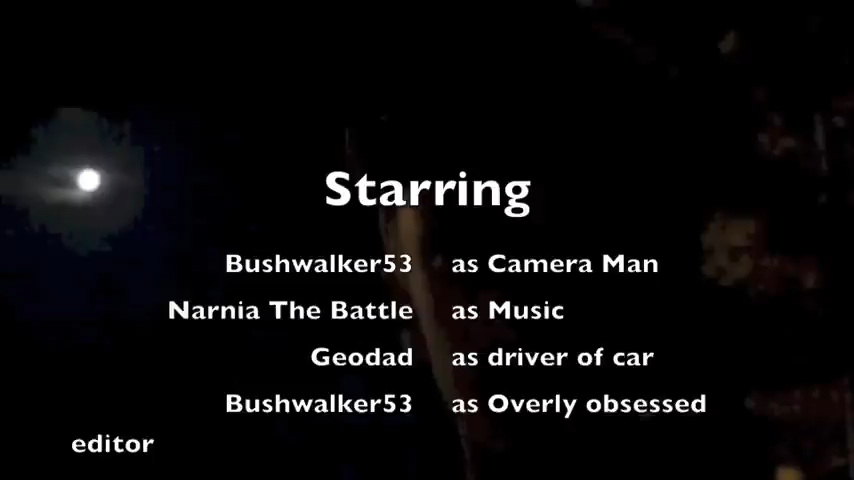 Starring
Bushwalker53 as Camera Man
Narnia The Battle as Music
Geodad as driver of car
Bushwalker53 as Overly obsessed
editor